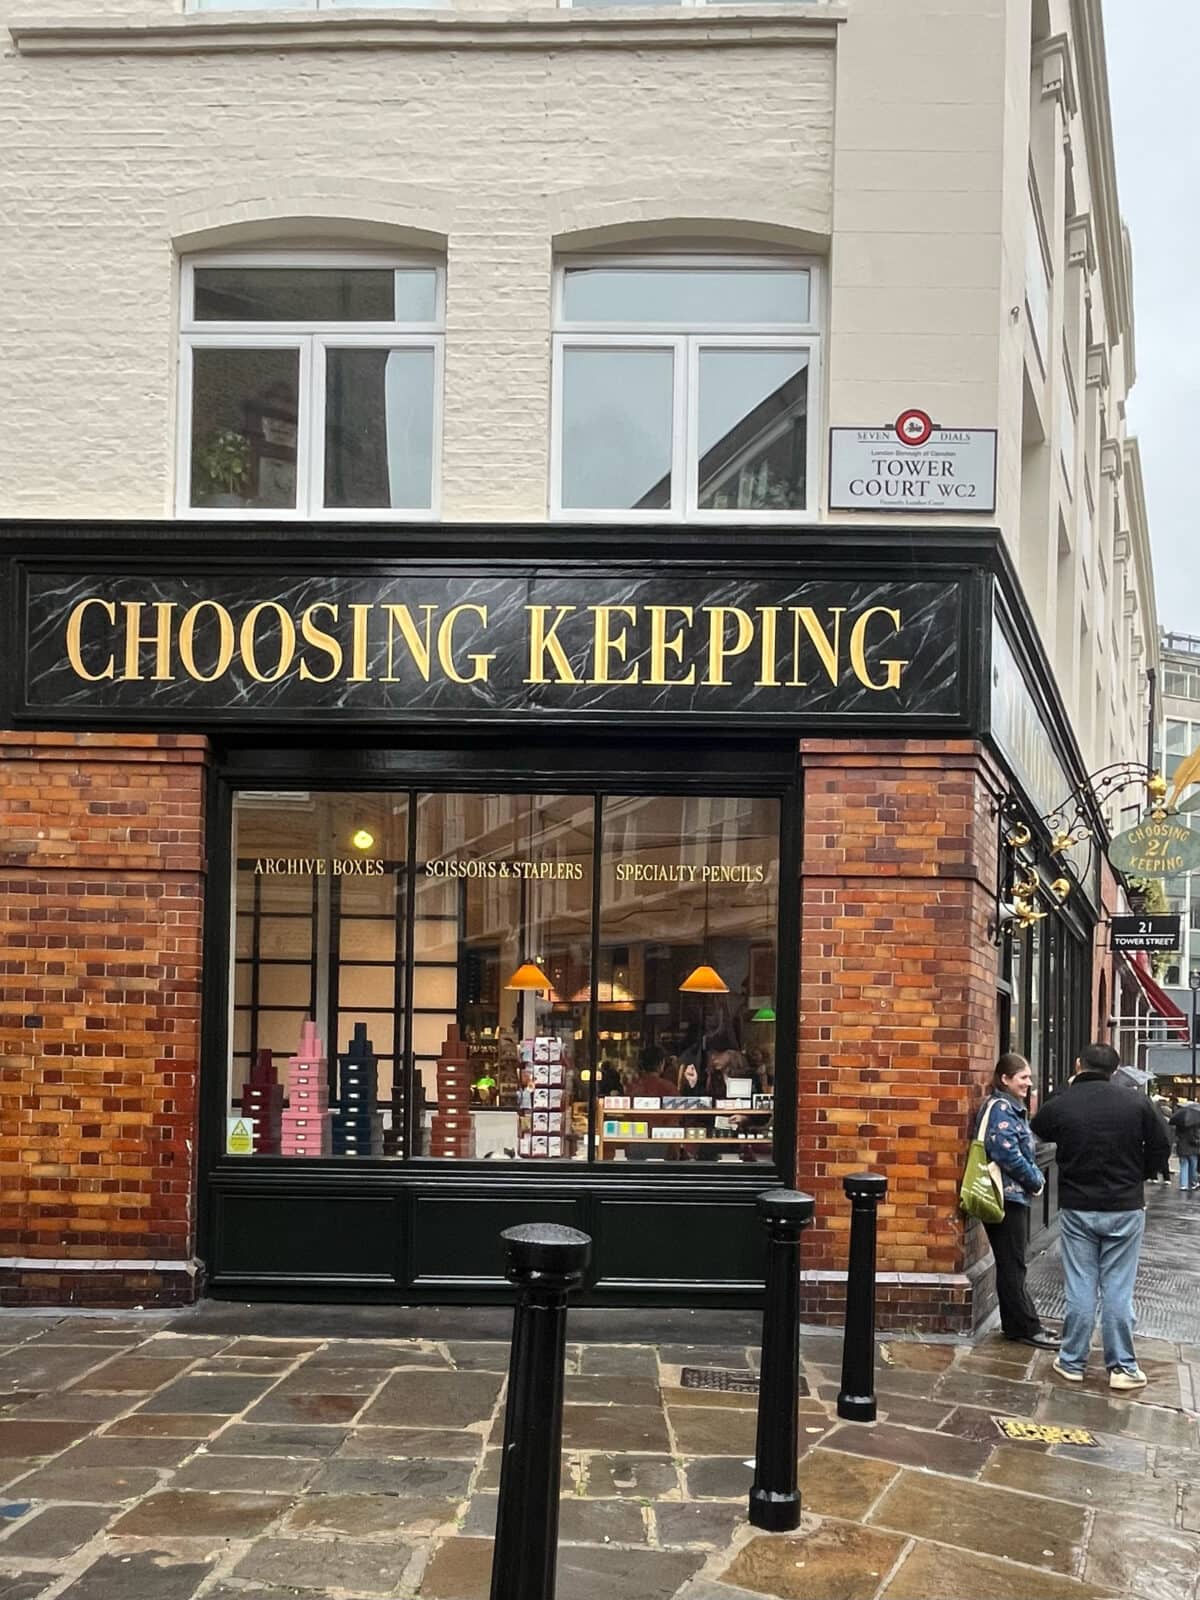 SEVEN DIALS
London Borough of Camden
TOWER
COURT WC2
CHOOSING KEEPING
CHOOSING
21
KEEPING
ARCHIVE BOXES
SCISSORS & STAPLERS
SPECIALTY PENCILS
21
TOWER STREET